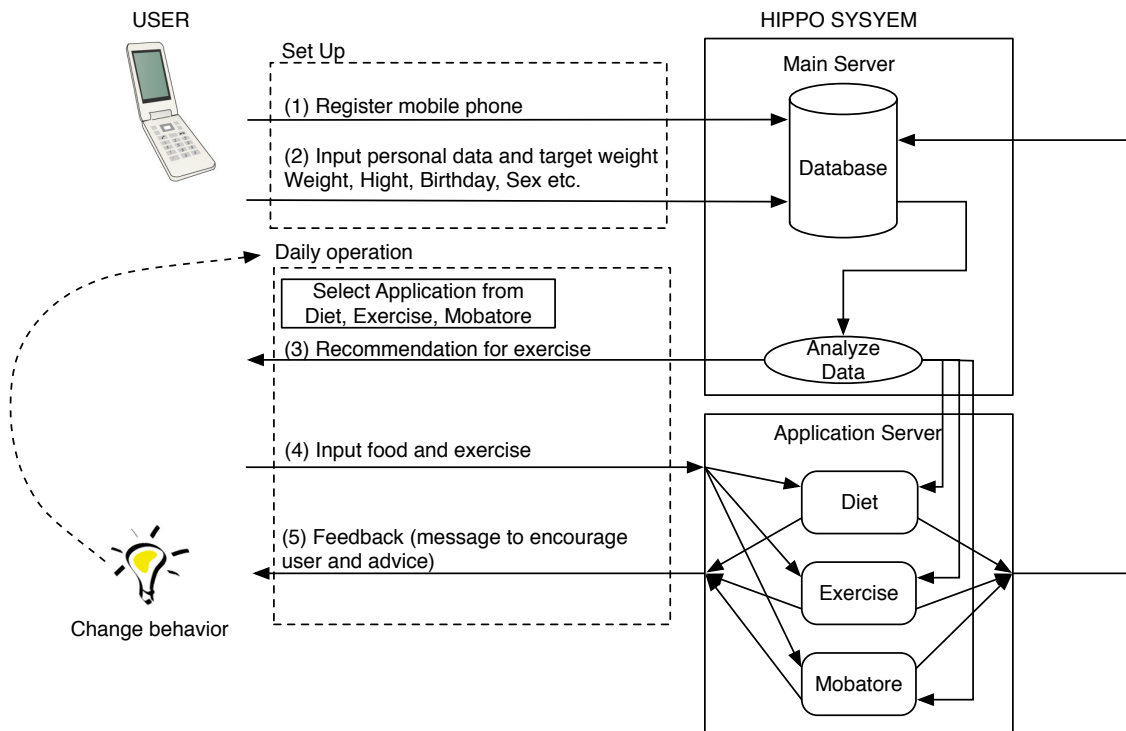 USER
HIPPO SYSYEM
Set Up
Main Server
(1) Register mobile phone
(2) Input personal data and target weight
Weight, Hight, Birthday, Sex etc.
Database
Daily operation
Select Application from
Diet, Exercise, Mobatore
(3) Recommendation for exercise
Analyze
Data
Application Server
(4) Input food and exercise
Diet
(5) Feedback (message to encourage
user and advice)
Exercise
Change behavior
Mobatore